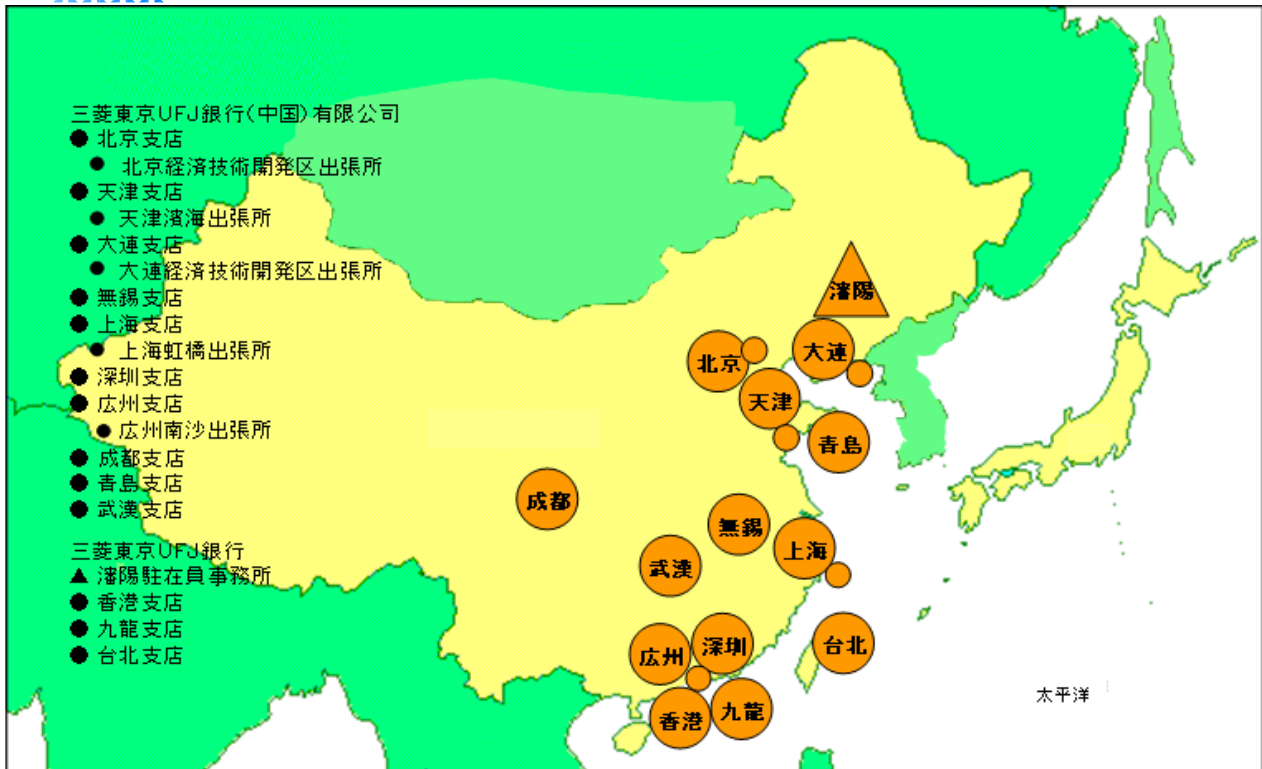 三菱東京UFJ銀行(中国)有限公司
● 北京支店
● 北京経済技術開発区出張所
● 天津支店
● 天津濱海出張所
● 大連支店
● 大連経済技術開発区出張所
● 無錫支店
● 上海支店
● 上海虹橋出張所
● 深圳支店
● 広州支店
● 広州南沙出張所
● 成都支店
● 青島支店
● 武漢支店
三菱東京UFJ銀行
▲ 瀋陽駐在員事務所
● 香港支店
● 九龍支店
● 台北支店
瀋陽
大連
北京
天津
青島
成都
無錫
上海
武漢
深圳
広州
台北
香港
九龍
太平洋